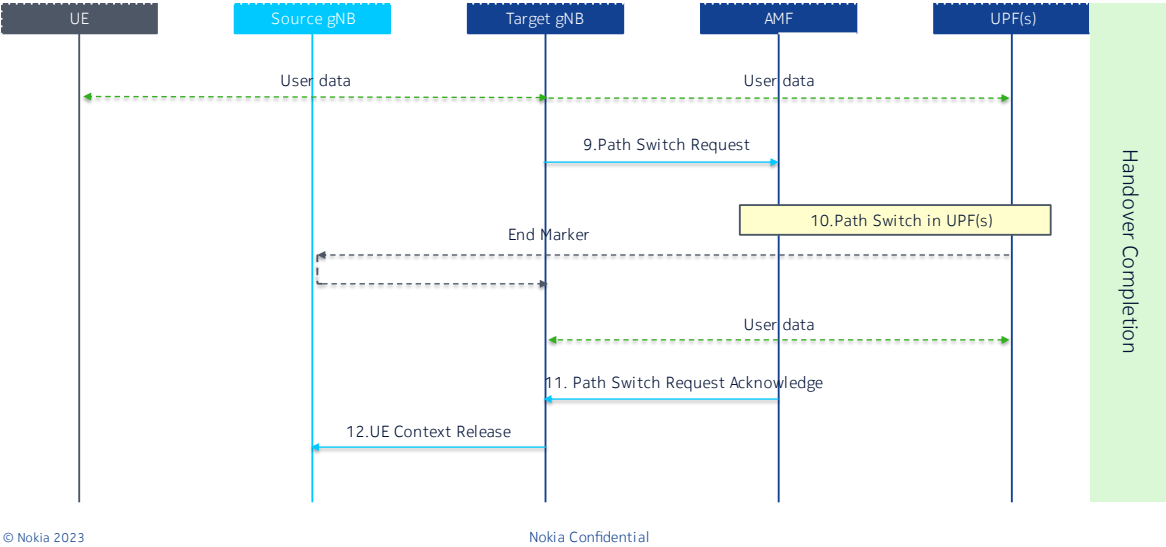 UE
Source gNB
Target gNB
AMF
UPF(s)
User data
User data
9.Path Switch Request
10.Path Switch in UPF(s)
End Marker
User data
11. Path Switch Request Acknowledge
12.UE Context Release
Handover Completion
© Nokia 2023
Nokia Confidential